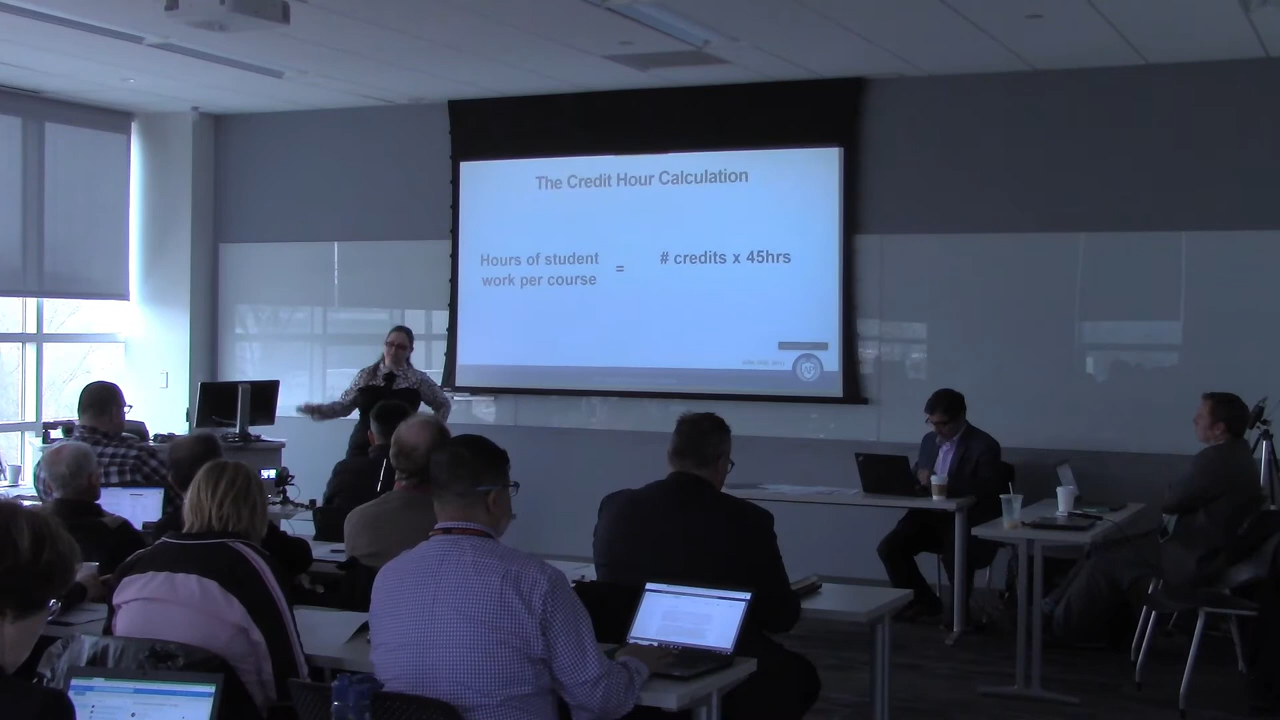 The Credit Hour Calculation
Hours of student
work per course
=
# credits x 45hrs